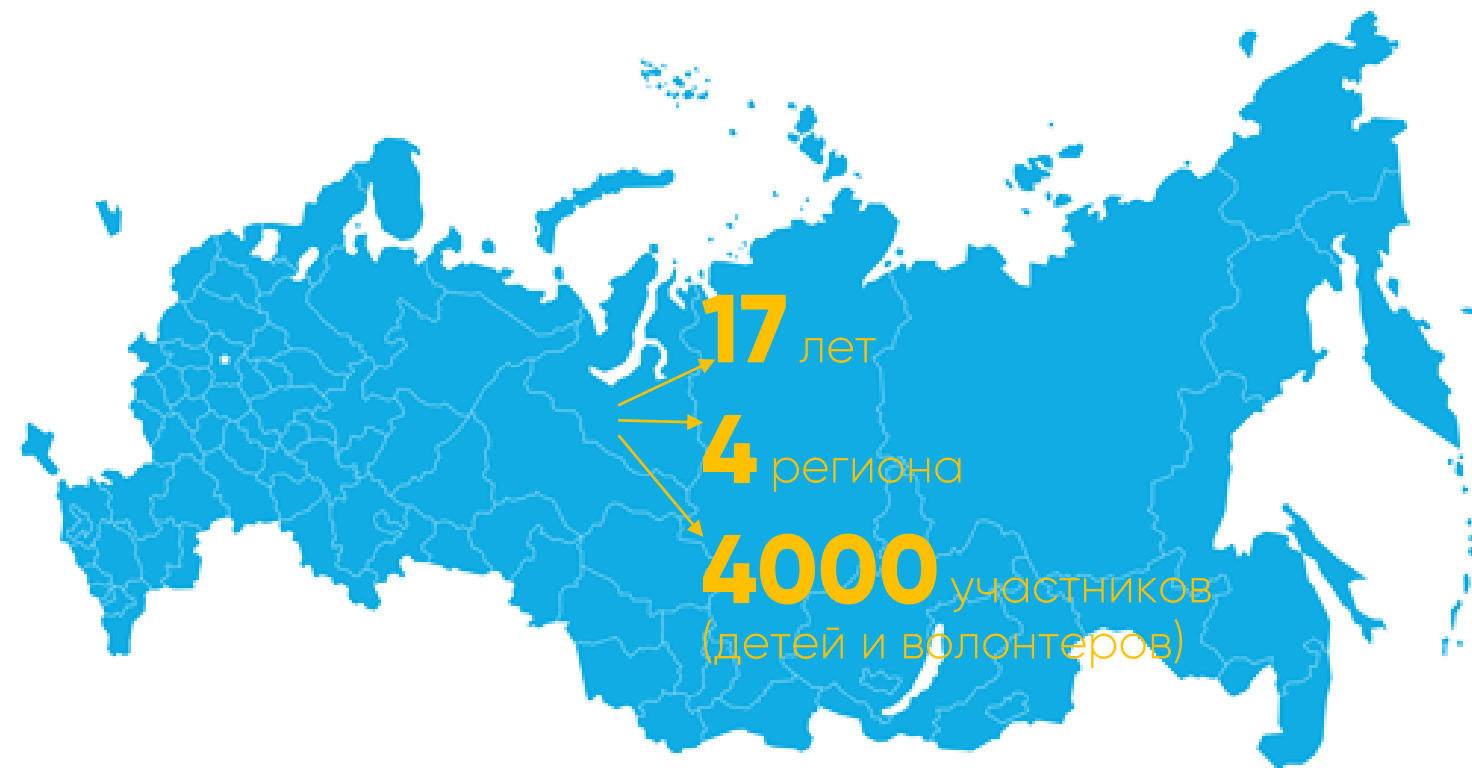 17 лет
4 региона
4000 участников
(детей и волонтеров)